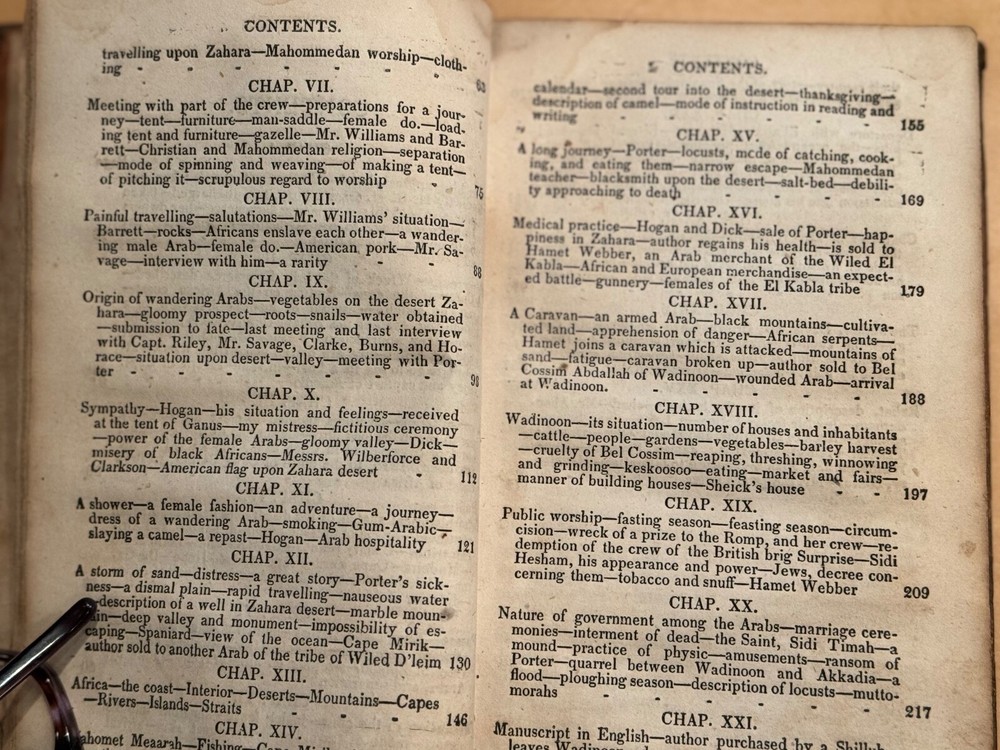 CONTENTS.
travelling upon Zahara—Mahommedan worship—cloth-
ing - - - - - - 63
CHAP. VII.
Meeting with part of the crew—preparations for a jour-
ney—tent—furniture—man-saddle—female do.—load-
ing tent and furniture—gazelle—Mr. Williams and Bar-
rett—Christian and Mahommedan religion—separation
—mode of spinning and weaving—of making a tent—
of pitching it—scrupulous regard to worship 75
CHAP. VIII.
Painful travelling—salutations—Mr. Williams' situation—
Barrett—rocks—Africans enslave each other—a wander-
ing male Arab—female do.—American pork—Mr. Sa-
vage—interview with him—a rarity - - 88
CHAP. IX.
Origin of wandering Arabs—vegetables on the desert Za-
hara—gloomy prospect—roots—snails—water obtained
—submission to fate—last meeting and last interview
with Capt. Riley, Mr. Savage, Clarke, Burns, and Ho-
race—situation upon desert—valley—meeting with Por-
ter - - - - - - - 98
CHAP. X.
Sympathy—Hogan—his situation and feelings—received
at the tent of Ganus—my mistress—fictitious ceremony
—power of the female Arabs—gloomy valley—Dick—
misery of black Africans—Messrs. Wilberforce and
Clarkson—American flag upon Zahara desert - 112
CHAP. XI.
A shower—a female fashion—an adventure—a journey—
dress of a wandering Arab—smoking—Gum-Arabic—
slaying a camel—a repast—Hogan—Arab hospitality 121
CHAP. XII.
A storm of sand—distress—a great story—Porter's sick-
ness—a dismal plain—rapid travelling—nauseous water
—description of a well in Zahara desert—marble moun-
tain—deep valley and monument—impossibility of es-
caping—Spaniard—view of the ocean—Cape Mirik—
author sold to another Arab of the tribe of Wiled D'leim 130
CHAP. XIII.
Africa—the coast—Interior—Deserts—Mountains—Capes
—Rivers—Islands—Straits - - - 146
CHAP. XIV.
ahomet Meaarah—Fishing—
CONTENTS.
calendar—second tour into the desert—thanksgiving—
description of camel—mode of instruction in reading and
writing - - - - - 155
CHAP. XV.
A long journey—Porter—locusts, mode of catching, cook-
ing, and eating them—narrow escape—Mahommedan
teacher—blacksmith upon the desert—salt-bed—debili-
ty approaching to death - - - 169
CHAP. XVI.
Medical practice—Hogan and Dick—sale of Porter—hap-
piness in Zahara—author regains his health—is sold to
Hamet Webber, an Arab merchant of the Wiled El
Kabla—African and European merchandise—an expect-
ed battle—gunnery—females of the El Kabla tribe 179
CHAP. XVII.
A Caravan—an armed Arab—black mountains—cultiva-
ted land—apprehension of danger—African serpents—
Hamet joins a caravan which is attacked—mountains of
sand—fatigue—caravan broken up—author sold to Bel
Cossim Abdallah of Wadinoon—wounded Arab—arrival
at Wadinoon. - - - - 188
CHAP. XVIII.
Wadinoon—its situation—number of houses and inhabitants
—cattle—people—gardens—vegetables—barley harvest
—cruelty of Bel Cossim—reaping, threshing, winnowing
and grinding—keskoosoo—eating—market and fairs—
manner of building houses—Sheick's house - - 197
CHAP. XIX.
Public worship—fasting season—feasting season—circum-
cision—wreck of a prize to the Romp, and her crew—re-
demption of the crew of the British brig Surprise—Sidi
Hesham, his appearance and power—Jews, decree con-
cerning them—tobacco and snuff—Hamet Webber 209
CHAP. XX.
Nature of government among the Arabs—marriage cere-
monies—interment of dead—the Saint, Sidi Timah—a
mound—practice of physic—amusements—ransom of
Porter—quarrel between Wadinoon and Akkadia—a
flood—ploughing season—description of locusts—mutto-
morahs - - - - - 217
CHAP. XXI.
Manuscript in English—author purchased by a
leaves